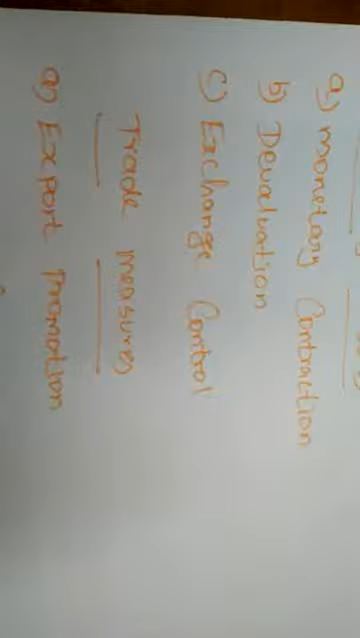 a) Monetary Contraction
b) Devaluation
c) Exchange Control
Trade measures
a) Export Promotion